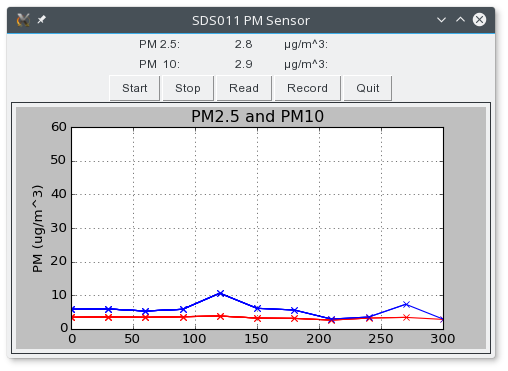 SDS011 PM Sensor
PM 2.5: 2.8 µg/m^3:
PM 10: 2.9 µg/m^3:
Start Stop Read Record Quit
PM2.5 and PM10
60
50
40
30
20
10
0
PM (ug/m^3)
0 50 100 150 200 250 300